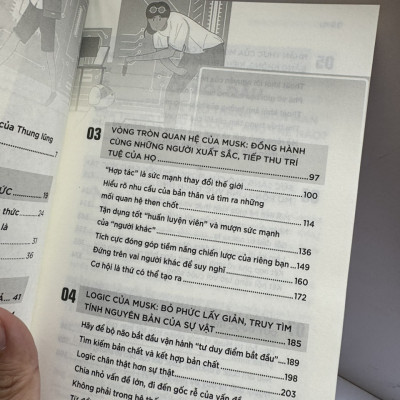 của Thung lũng
ỨC
19
thức
24
là
31
36
41
03
VÒNG TRÒN QUAN HỆ CỦA MUSK: ĐỒNG HÀNH
CÙNG NHỮNG NGƯỜI XUẤT SẮC, TIẾP THU TRÍ
TUỆ CỦA HỌ 97
"Hợp tác" là sức mạnh thay đổi thế giới 100
Hiểu rõ nhu cầu của bản thân và tìm ra những
mối quan hệ then chốt 114
Tận dụng tốt "huấn luyện viên" và mượn sức mạnh
của "người khác" 136
Tích cực đóng góp tiềm năng chiến lược của riêng bạn 149
Đứng trên vai người khác để suy nghĩ 160
Cơ hội là thứ có thể tạo ra 172
04
LOGIC CỦA MUSK: BỎ PHỨC LẤY GIẢN, TRUY TÌM
TÍNH NGUYÊN BẢN CỦA SỰ VẬT 185
Hãy để bộ não bắt đầu vận hành "tư duy điểm bắt đầu" 189
Tìm kiếm bản chất và kết hợp bản chất 198
Logic chân thật hơn sự thật 203
Chia nhỏ vấn đề lớn, đi đến gốc rễ của vấn đề
Không phải trong hệ